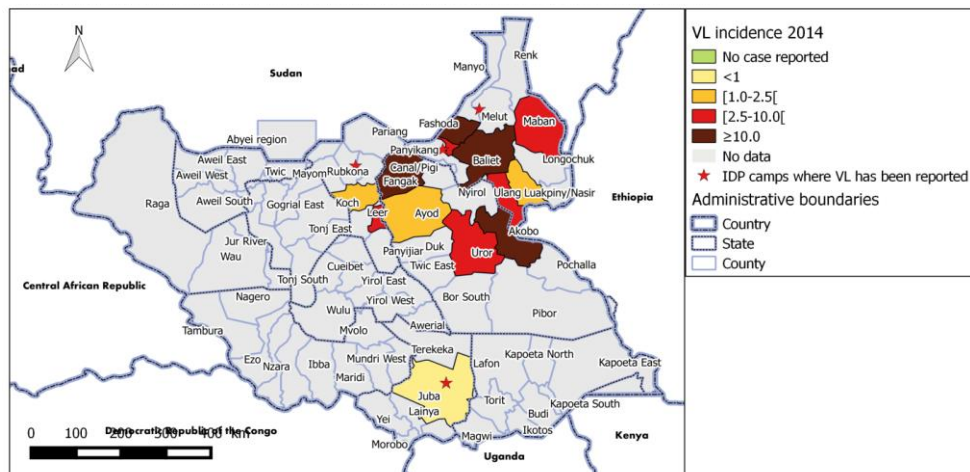 N
ad
Sudan
Renk
Manyo
Melut
Fashoda
Maban
Pariang
Panyikang
Abyei region
Longochuk
Aweil East
Twic
Mayom
Rubkona
Canal/Pigi
Baliet
Aweil West
Fangak
Nyirol
Ulang
Luakpiny/Nasir
Ethiopia
Raga
Aweil South
Gogrial East
Koch
Leer
Ayod
Akobo
Tonj East
Jur River
Panyijiar
Duk
Uror
Wau
Cueibet
Twic East
Pochalla
Central African Republic
Tonj South
Yirol East
Nagero
Yirol West
Bor South
Wulu
Pibor
Tambura
Mvolo
Awerial
Terekeka
Ezo
Nzara
Ibba
Mundri West
Lafon
Kapoeta North
Kapoeta East
Maridi
Juba
Torit
Kapoeta South
Lainya
Budi
Yei
Ikotos
Morobo
Magwi
Kenya
Uganda
Democratic Republic of the Congo
0 100 200 300 400 km
VL incidence 2014
No case reported
<1
[1.0-2.5[
[2.5-10.0[
≥10.0
No data
IDP camps where VL has been reported
Administrative boundaries
Country
State
County